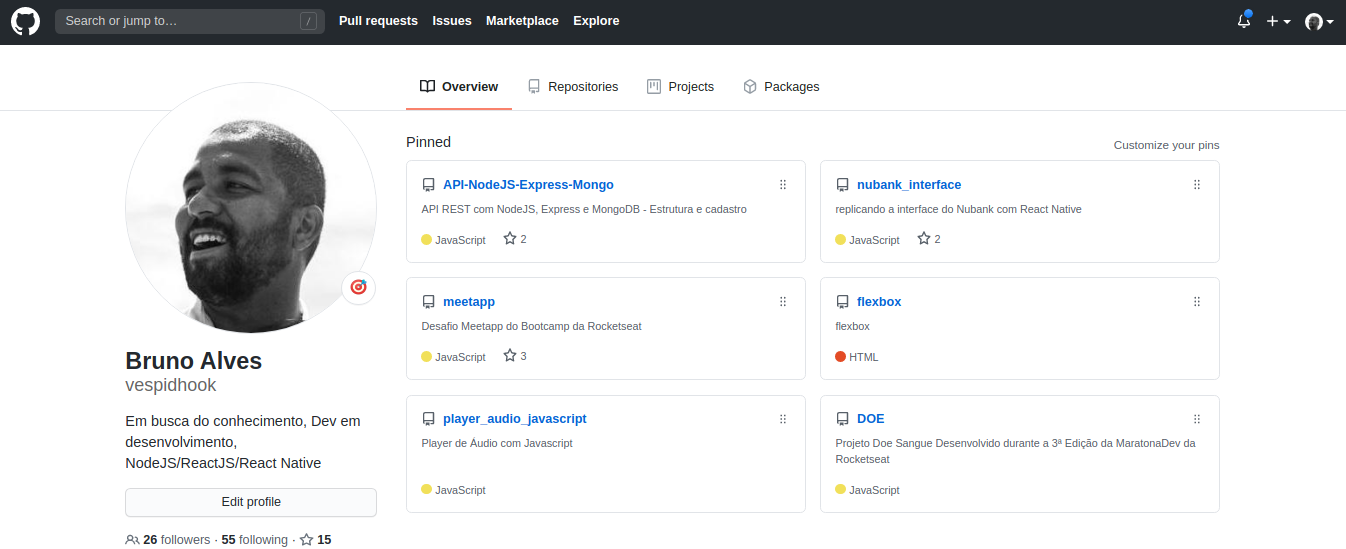 Search or jump to…
/
Pull requests
Issues
Marketplace
Explore
Overview
Repositories
Projects
Packages
Bruno Alves
vespidhook
Em busca do conhecimento, Dev em
desenvolvimento,
NodeJS/ReactJS/React Native
Edit profile
26 followers · 55 following · 15
Pinned
Customize your pins
API-NodeJS-Express-Mongo
API REST com NodeJS, Express e MongoDB - Estrutura e cadastro
JavaScript 2
nubank_interface
replicando a interface do Nubank com React Native
JavaScript 2
meetapp
Desafio Meetapp do Bootcamp da Rocketseat
JavaScript 3
flexbox
flexbox
HTML
player_audio_javascript
Player de Áudio com Javascript
JavaScript
DOE
Projeto Doe Sangue Desenvolvido durante a 3ª Edição da MaratonaDev da
Rocketseat
JavaScript